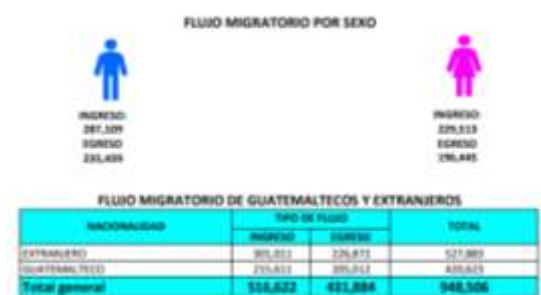 FLUJO MIGRATORIO POR SEXO
INGRESO: INGRESO:
287,109 229,513
EGRESO EGRESO
235,439 196,445
FLUJO MIGRATORIO DE GUATEMALTECOS Y EXTRANJEROS
NACIONALIDAD TIPO DE FLUJO TOTAL
INGRESO EGRESO
EXTRANJERO 301,011 226,872 527,883
GUATEMALTECO 215,611 205,012 420,623
Total general 516,622 431,884 948,506